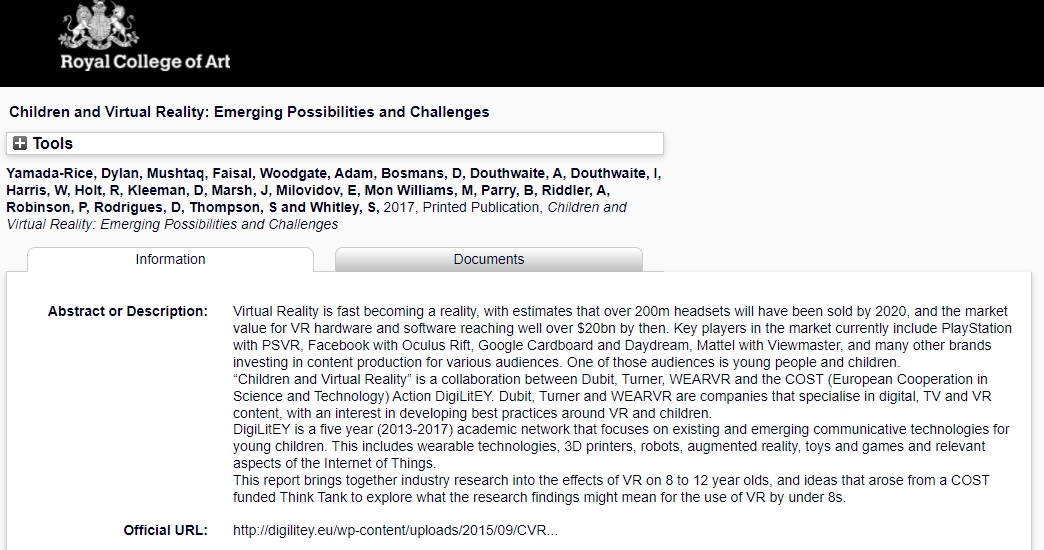 Royal College of Art
Children and Virtual Reality: Emerging Possibilities and Challenges
Tools
Yamada-Rice, Dylan, Mushtaq, Faisal, Woodgate, Adam, Bosmans, D, Douthwaite, A, Douthwaite, I,
Harris, W, Holt, R, Kleeman, D, Marsh, J, Milovidov, E, Mon Williams, M, Parry, B, Riddler, A,
Robinson, P, Rodrigues, D, Thompson, S and Whitley, S, 2017, Printed Publication, Children and
Virtual Reality: Emerging Possibilities and Challenges
Information
Documents
Abstract or Description: Virtual Reality is fast becoming a reality, with estimates that over 200m headsets will have been sold by 2020, and the market
value for VR hardware and software reaching well over $20bn by then. Key players in the market currently include PlayStation
with PSVR, Facebook with Oculus Rift, Google Cardboard and Daydream, Mattel with Viewmaster, and many other brands
investing in content production for various audiences. One of those audiences is young people and children.
“Children and Virtual Reality” is a collaboration between Dubit, Turner, WEARVR and the COST (European Cooperation in
Science and Technology) Action DigiLitEY. Dubit, Turner and WEARVR are companies that specialise in digital, TV and VR
content, with an interest in developing best practices around VR and children.
DigiLitEY is a five year (2013-2017) academic network that focuses on existing and emerging communicative technologies for
young children. This includes wearable technologies, 3D printers, robots, augmented reality, toys and games and relevant
aspects of the Internet of Things.
This report brings together industry research into the effects of VR on 8 to 12 year olds, and ideas that arose from a COST
funded Think Tank to explore what the research findings might mean for the use of VR by under 8s.
Official URL: http://digilitey.eu/wp-content/uploads/2015/09/CVR...